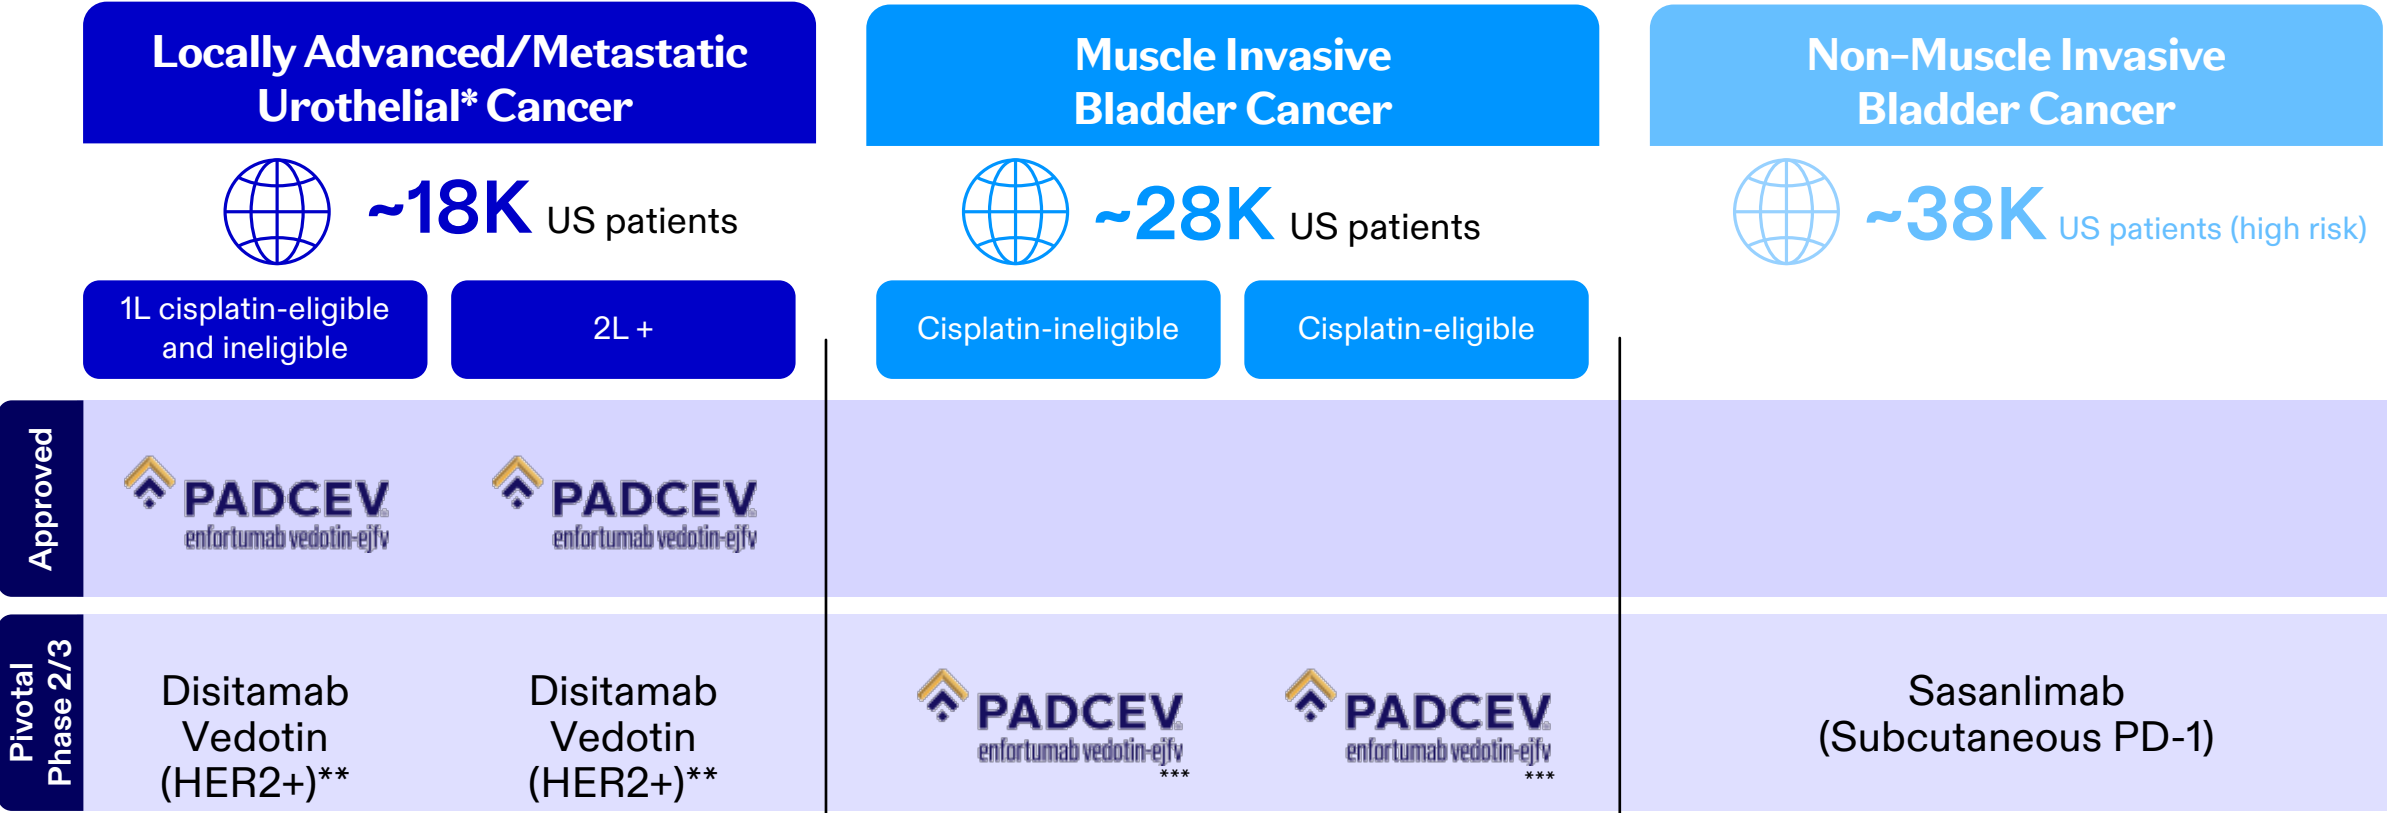 Locally Advanced/Metastatic
Urothelial* Cancer
Muscle Invasive
Bladder Cancer
Non-Muscle Invasive
Bladder Cancer
~18K US patients
~28K US patients
~38K US patients (high risk)
1L cisplatin-eligible
and ineligible
2L +
Cisplatin-ineligible
Cisplatin-eligible
Approved
PADCEV
enfortumab vedotin-ejfv
PADCEV
enfortumab vedotin-ejfv
Pivotal
Phase 2/3
Disitamab
Vedotin
(HER2+)**
Disitamab
Vedotin
(HER2+)**
PADCEV
enfortumab vedotin-ejfv
***
PADCEV
enfortumab vedotin-ejfv
***
Sasanlimab
(Subcutaneous PD-1)